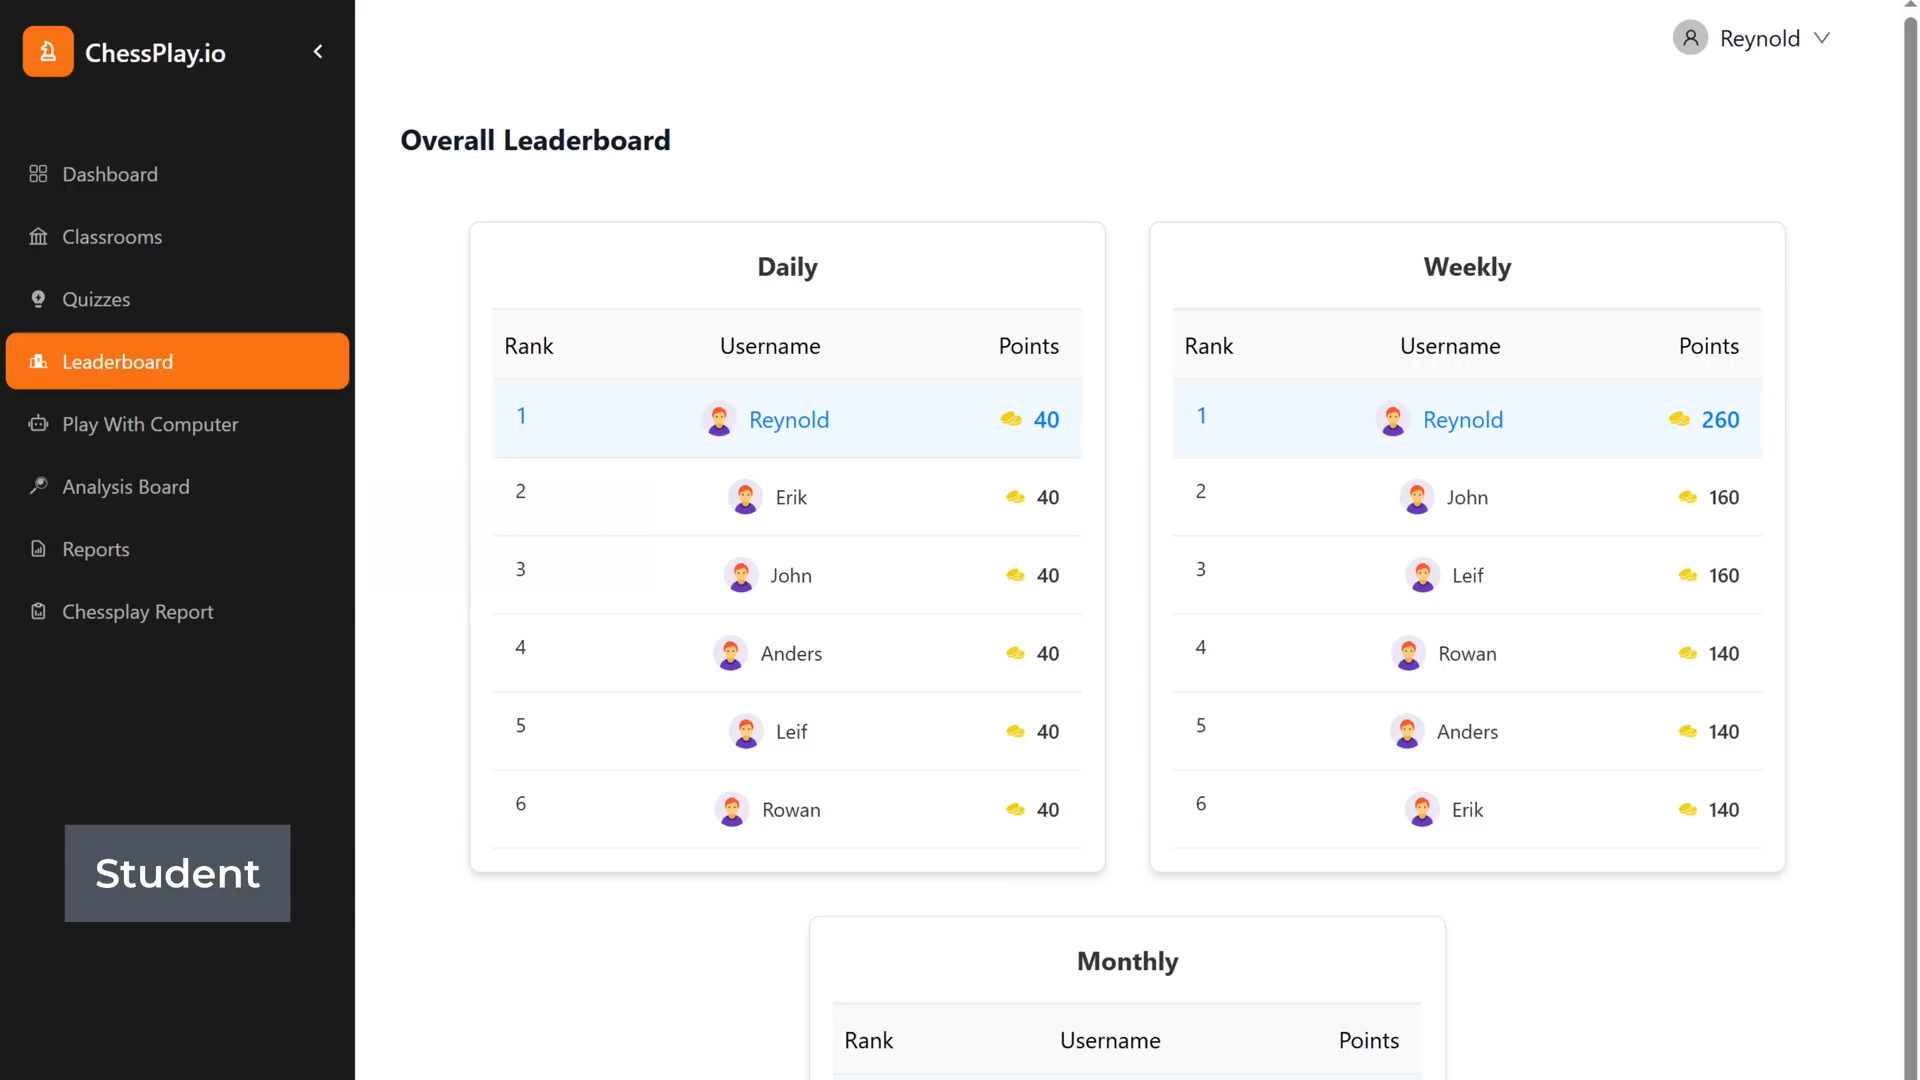 ChessPlay.io
Reynold
Dashboard
Classrooms
Quizzes
Leaderboard
Play With Computer
Analysis Board
Reports
Chessplay Report
Student
Overall Leaderboard
Daily
Rank Username Points
1 Reynold 40
2 Erik 40
3 John 40
4 Anders 40
5 Leif 40
6 Rowan 40
Weekly
Rank Username Points
1 Reynold 260
2 John 160
3 Leif 160
4 Rowan 140
5 Anders 140
6 Erik 140
Monthly
Rank Username Points